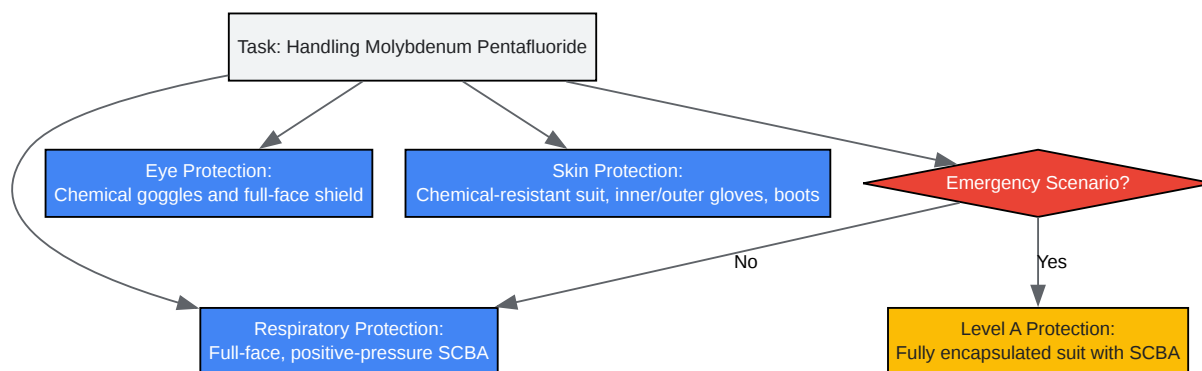 Task: Handling Molybdenum Pentafluoride
Eye Protection:
Chemical goggles and full-face shield
Skin Protection:
Chemical-resistant suit, inner/outer gloves, boots
Emergency Scenario?
No
Yes
Respiratory Protection:
Full-face, positive-pressure SCBA
Level A Protection:
Fully encapsulated suit with SCBA